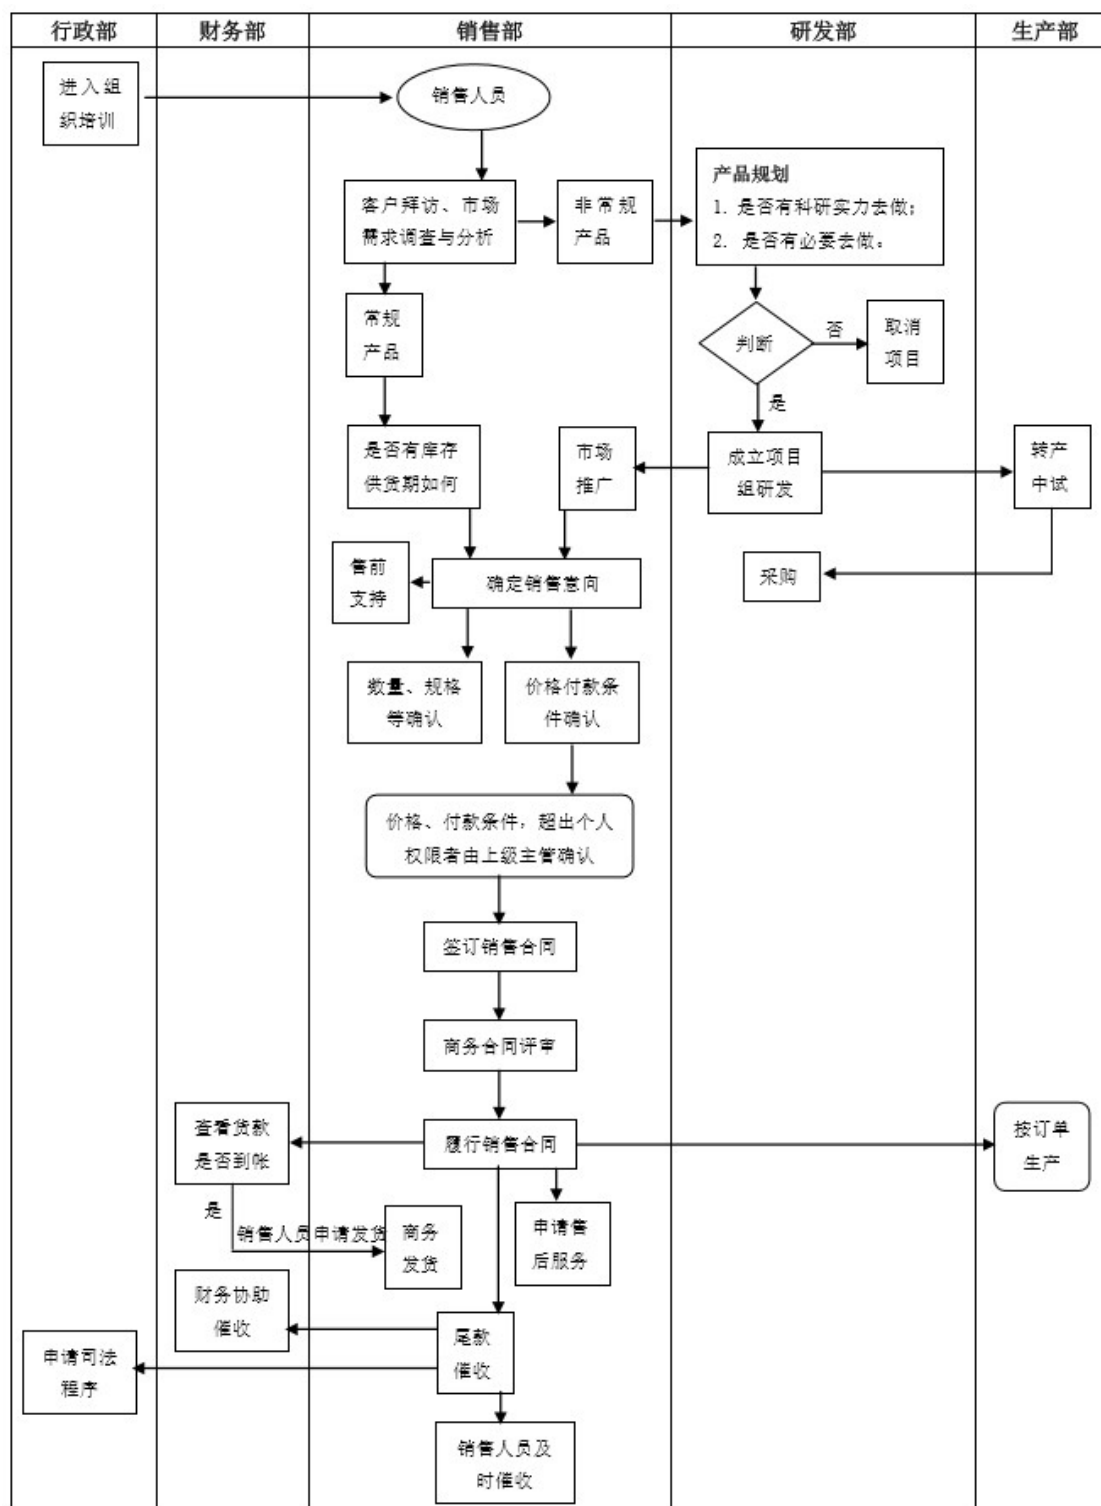 行政部
财务部
销售部
研发部
生产部
进入组
织培训
销售人员
客户拜访、市场
需求调查与分析
非常规
产品
产品规划
1. 是否有科研实力去做；
2. 是否有必要去做。
常规
产品
判断
否
取消
项目
是
是否有库存
供货期如何
市场
推广
成立项目
组研发
转产
中试
售前
支持
确定销售意向
采购
数量、规格
等确认
价格付款条
件确认
价格、付款条件，超出个人
权限者由上级主管确认
签订销售合同
商务合同评审
查看货款
是否到帐
履行销售合同
按订单
生产
是
销售人员申请发货
商务
发货
申请售
后服务
财务协助
催收
尾款
催收
申请司法
程序
销售人员及
时催收